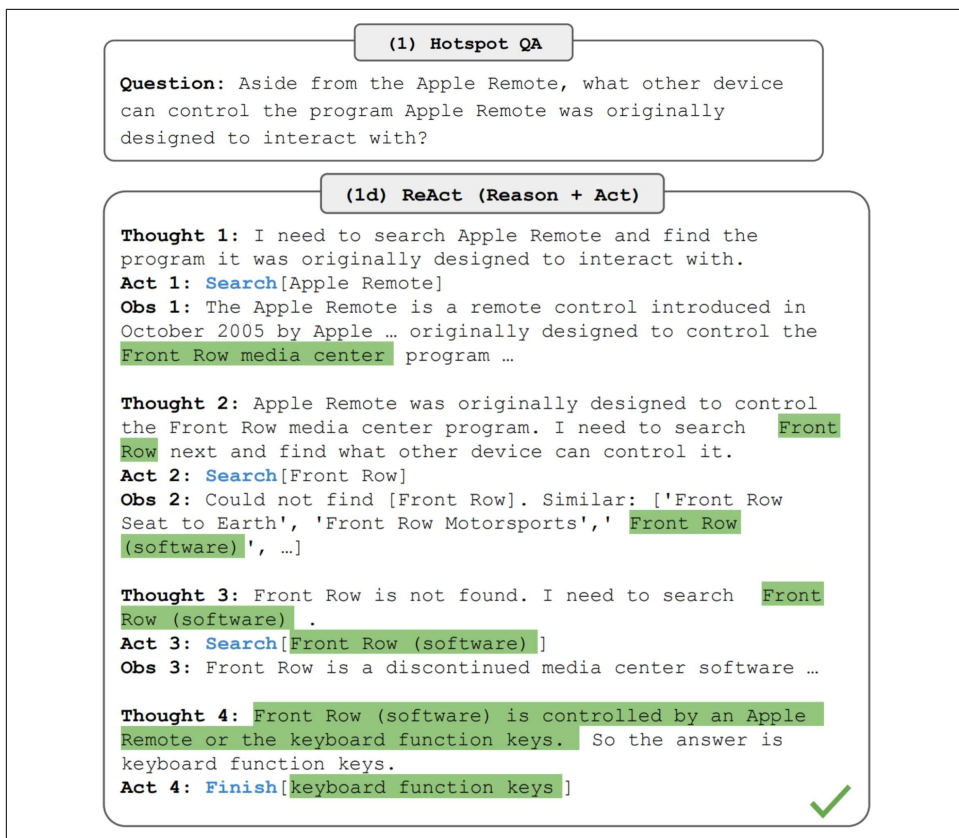 (1) Hotspot QA
Question: Aside from the Apple Remote, what other device
can control the program Apple Remote was originally
designed to interact with?
(1d) ReAct (Reason + Act)
Thought 1: I need to search Apple Remote and find the
program it was originally designed to interact with.
Act 1: Search[Apple Remote]
Obs 1: The Apple Remote is a remote control introduced in
October 2005 by Apple … originally designed to control the
Front Row media center program …
Thought 2: Apple Remote was originally designed to control
the Front Row media center program. I need to search Front
Row next and find what other device can control it.
Act 2: Search[Front Row]
Obs 2: Could not find [Front Row]. Similar: ['Front Row
Seat to Earth', 'Front Row Motorsports',' Front Row
(software)', …]
Thought 3: Front Row is not found. I need to search Front
Row (software) .
Act 3: Search[Front Row (software) ]
Obs 3: Front Row is a discontinued media center software …
Thought 4: Front Row (software) is controlled by an Apple
Remote or the keyboard function keys. So the answer is
keyboard function keys.
Act 4: Finish[keyboard function keys ]